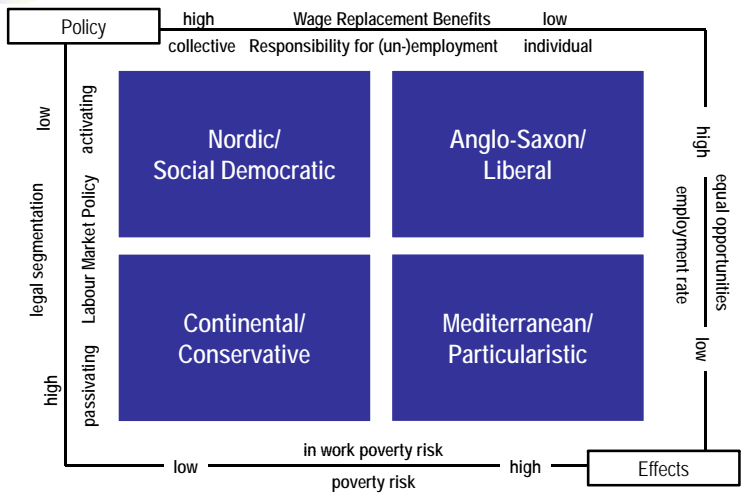 Policy
high Wage Replacement Benefits low
collective Responsibility for (un-)employment individual
low
legal segmentation
high
activating
Labour Market Policy
passivating
Nordic/
Social Democratic
Anglo-Saxon/
Liberal
Continental/
Conservative
Mediterranean/
Particularistic
high
equal opportunities
employment rate
low
in work poverty risk
low high
poverty risk
Effects